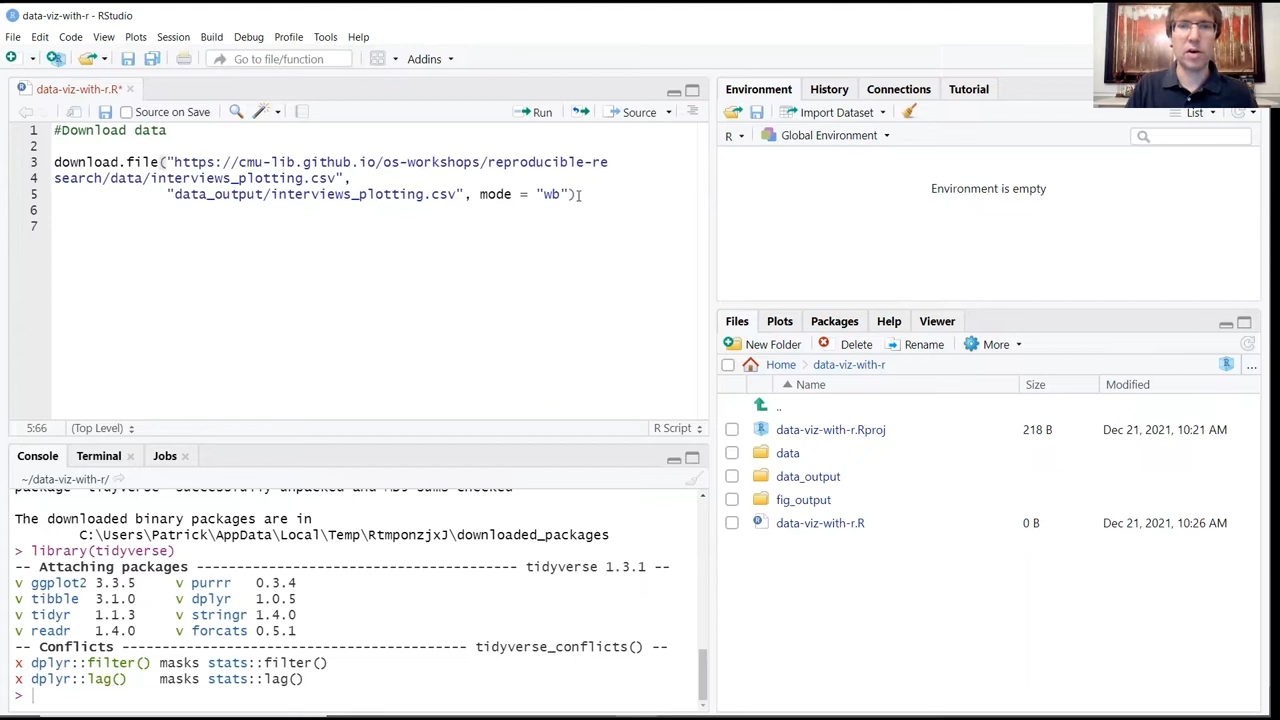 data-viz-with-r - RStudio
File Edit Code View Plots Session Build Debug Profile Tools Help
Go to file/function
Addins
data-viz-with-r.R*
Source on Save
Run
Source
1 #Download data
2
3 download.file("https://cmu-lib.github.io/os-workshops/reproducible-re
4 search/data/interviews_plotting.csv",
5 "data_output/interviews_plotting.csv", mode = "wb")
6
7
5:66 (Top Level) R Script
Console Terminal Jobs
~/data-viz-with-r/
The downloaded binary packages are in
C:\Users\Patrick\AppData\Local\Temp\RtmponzjxJ\downloaded_packages
> library(tidyverse)
-- Attaching packages --------------------------------------- tidyverse 1.3.1 --
v ggplot2 3.3.5 v purrr 0.3.4
v tibble 3.1.0 v dplyr 1.0.5
v tidyr 1.1.3 v stringr 1.4.0
v readr 1.4.0 v forcats 0.5.1
-- Conflicts ------------------------------------------ tidyverse_conflicts() --
x dplyr::filter() masks stats::filter()
x dplyr::lag() masks stats::lag()
>
Environment History Connections Tutorial
Import Dataset
List
R Global Environment
Environment is empty
Files Plots Packages Help Viewer
New Folder Delete Rename More
Home data-viz-with-r ...
Name Size Modified
..
data-viz-with-r.Rproj 218 B Dec 21, 2021, 10:21 AM
data
data_output
fig_output
data-viz-with-r.R 0 B Dec 21, 2021, 10:26 AM